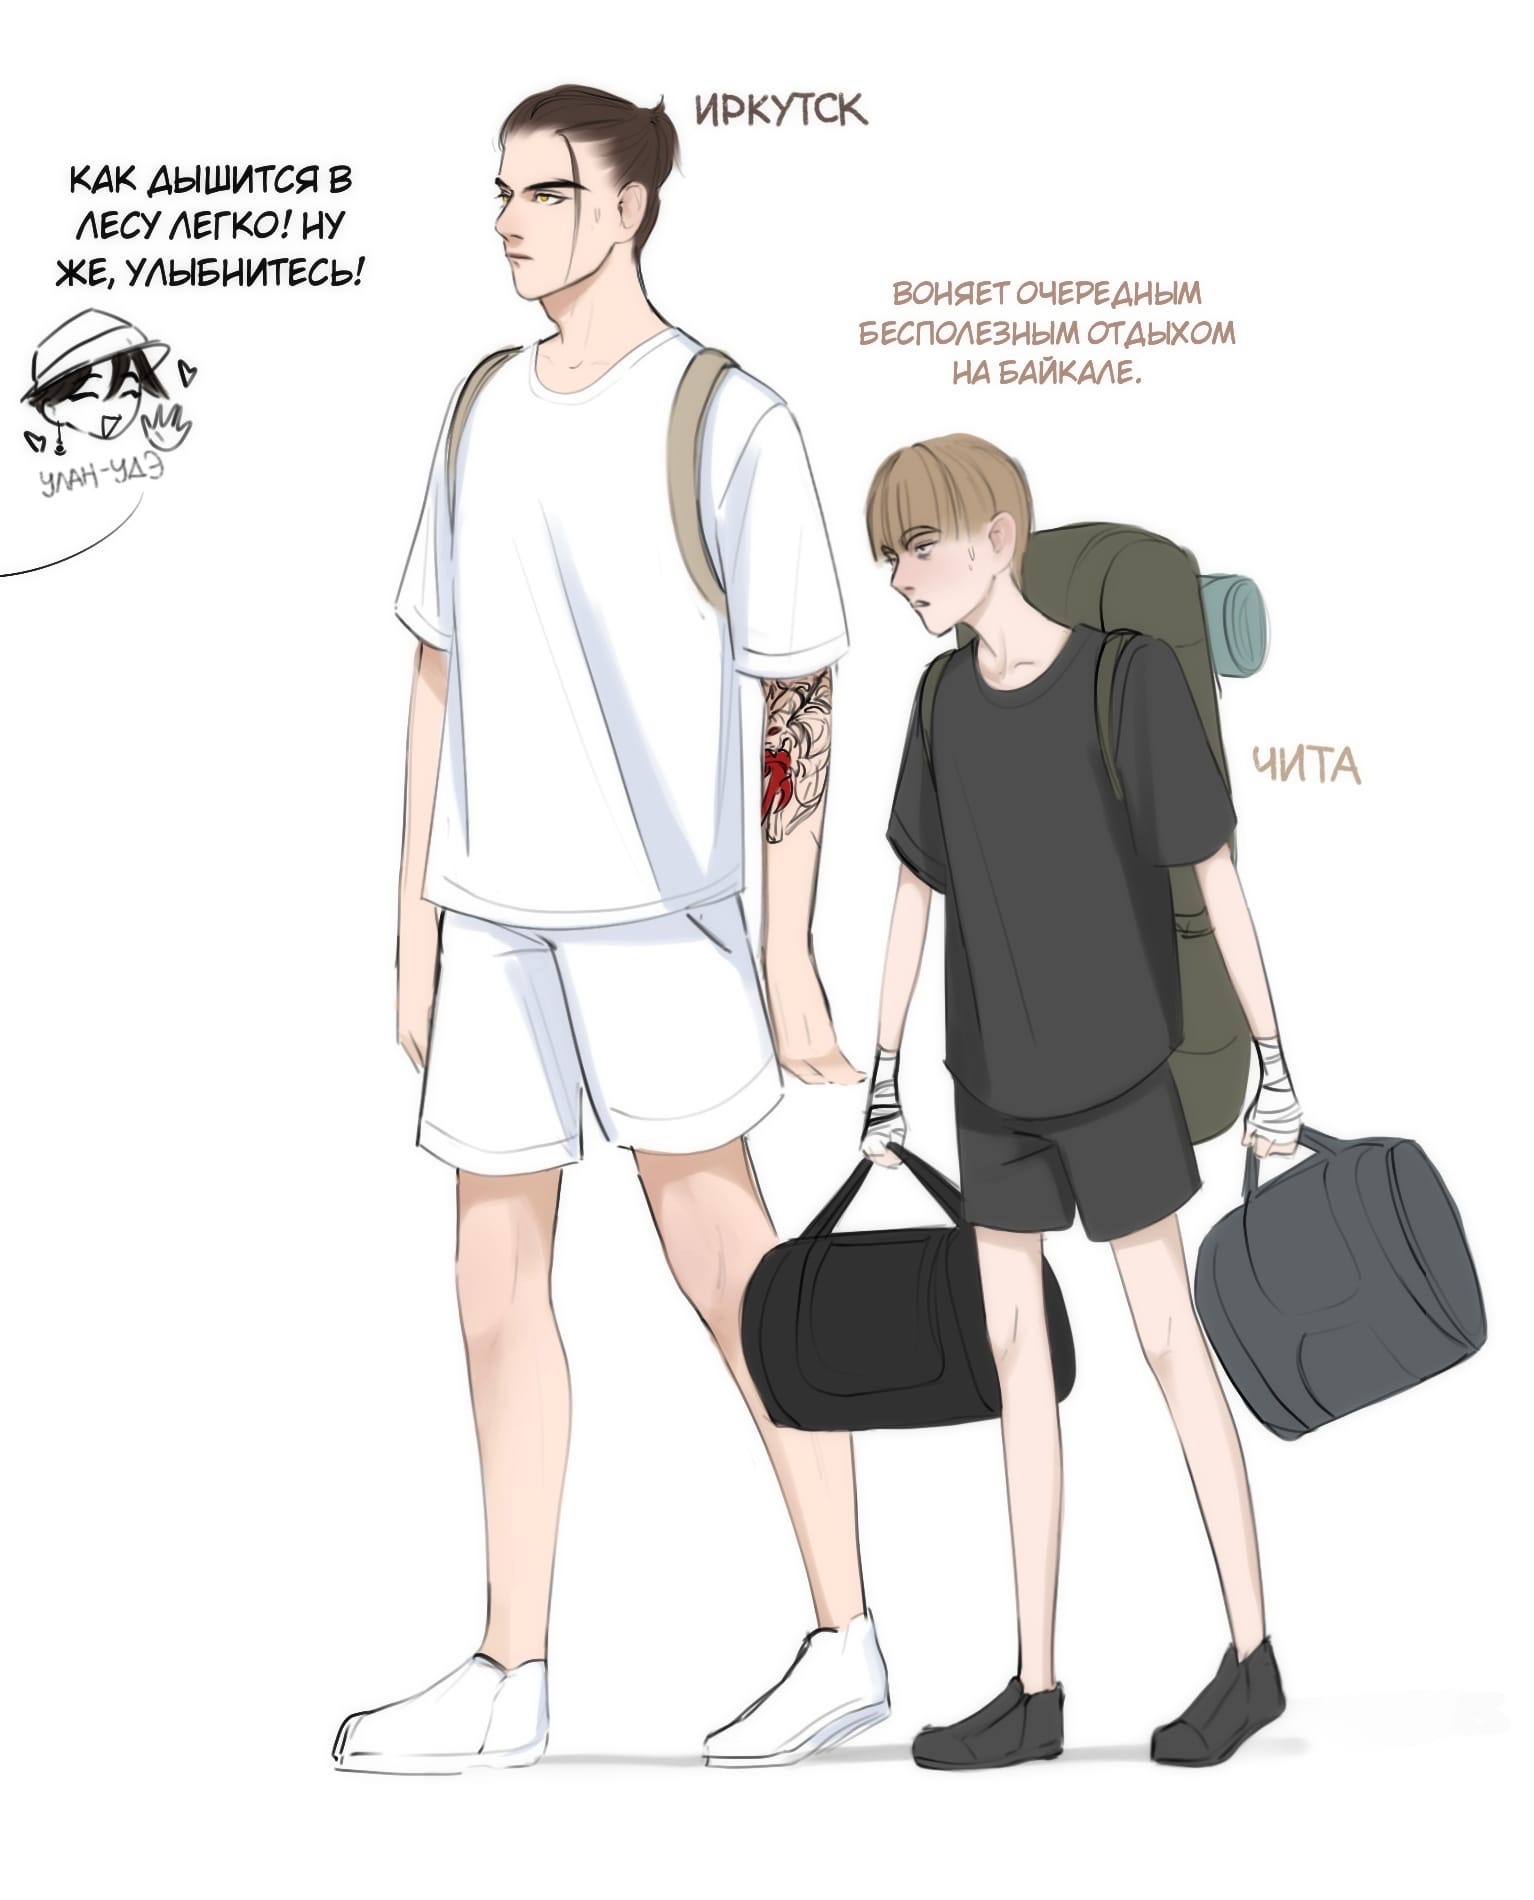 ИРКУТСК
КАК ДЫШИТСЯ В
ЛЕСУ ЛЕГКО! НУ
ЖЕ, УЛЫБНИТЕСЬ!
УЛАН-УДЭ
ВОНЯЕТ ОЧЕРЕДНЫМ
БЕСПОЛЕЗНЫМ ОТДЫХОМ
НА БАЙКАЛЕ.
ЧИТА